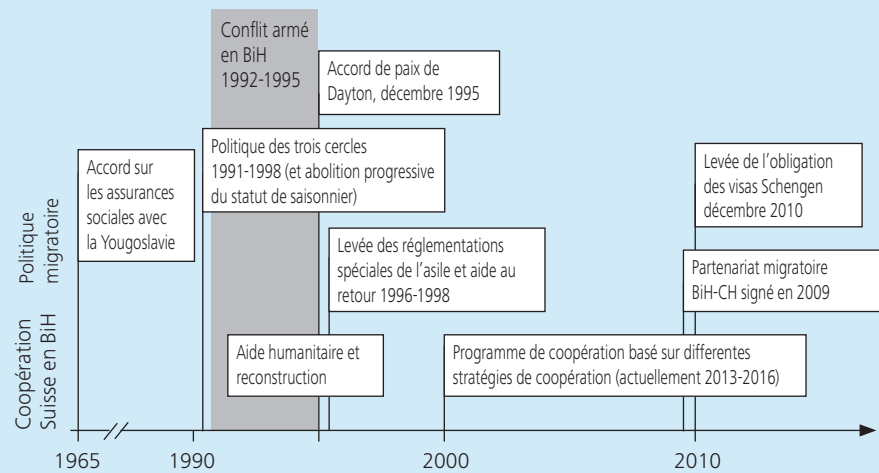 Conflit armé
en BiH
1992-1995
Accord de paix de
Dayton, décembre 1995
Politique des trois cercles
1991-1998 (et abolition progressive
du statut de saisonnier)
Accord sur
les assurances
sociales avec
la Yougoslavie
Levée de l'obligation
des visas Schengen
décembre 2010
Levée des réglementations
spéciales de l'asile et aide au
retour 1996-1998
Partenariat migratoire
BiH-CH signé en 2009
Politique
migratoire
Aide humanitaire et
reconstruction
Programme de coopération basé sur differentes
stratégies de coopération (actuellement 2013-2016)
Coopération
Suisse en BiH
1965
1990
2000
2010